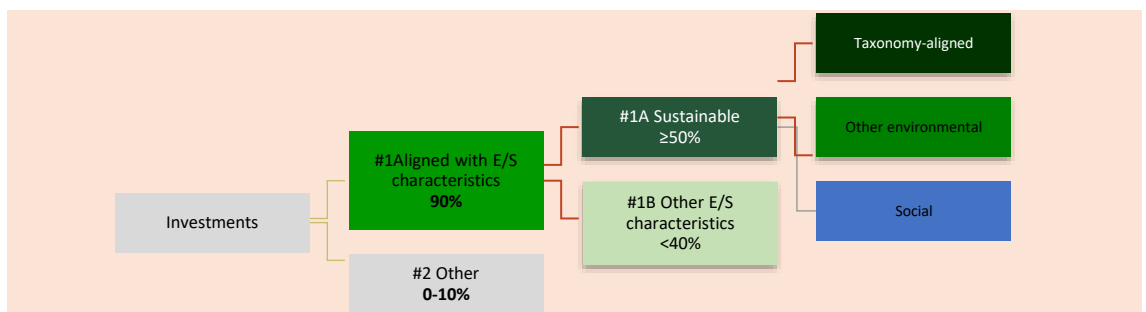 Investments
#1Aligned with E/S
characteristics
90%
#2 Other
0-10%
#1A Sustainable
≥50%
#1B Other E/S
characteristics
<40%
Taxonomy-aligned
Other environmental
Social